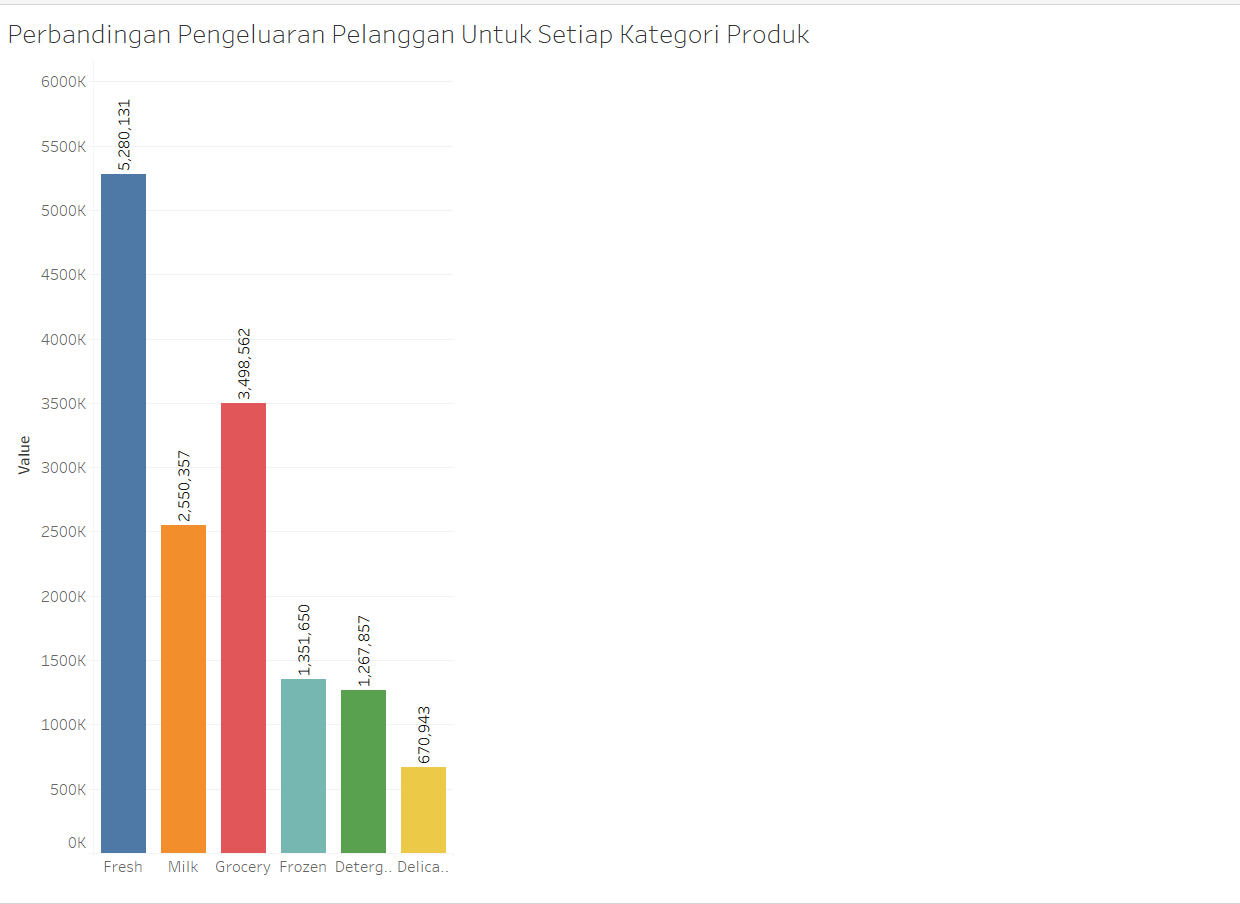 Perbandingan Pengeluaran Pelanggan Untuk Setiap Kategori Produk
6000K
5500K
5000K
4500K
4000K
3500K
3000K
2500K
2000K
1500K
1000K
500K
0K
Value
5,280,131
2,550,357
3,498,562
1,351,650
1,267,857
670,943
Fresh Milk Grocery Frozen Deterg.. Delica..